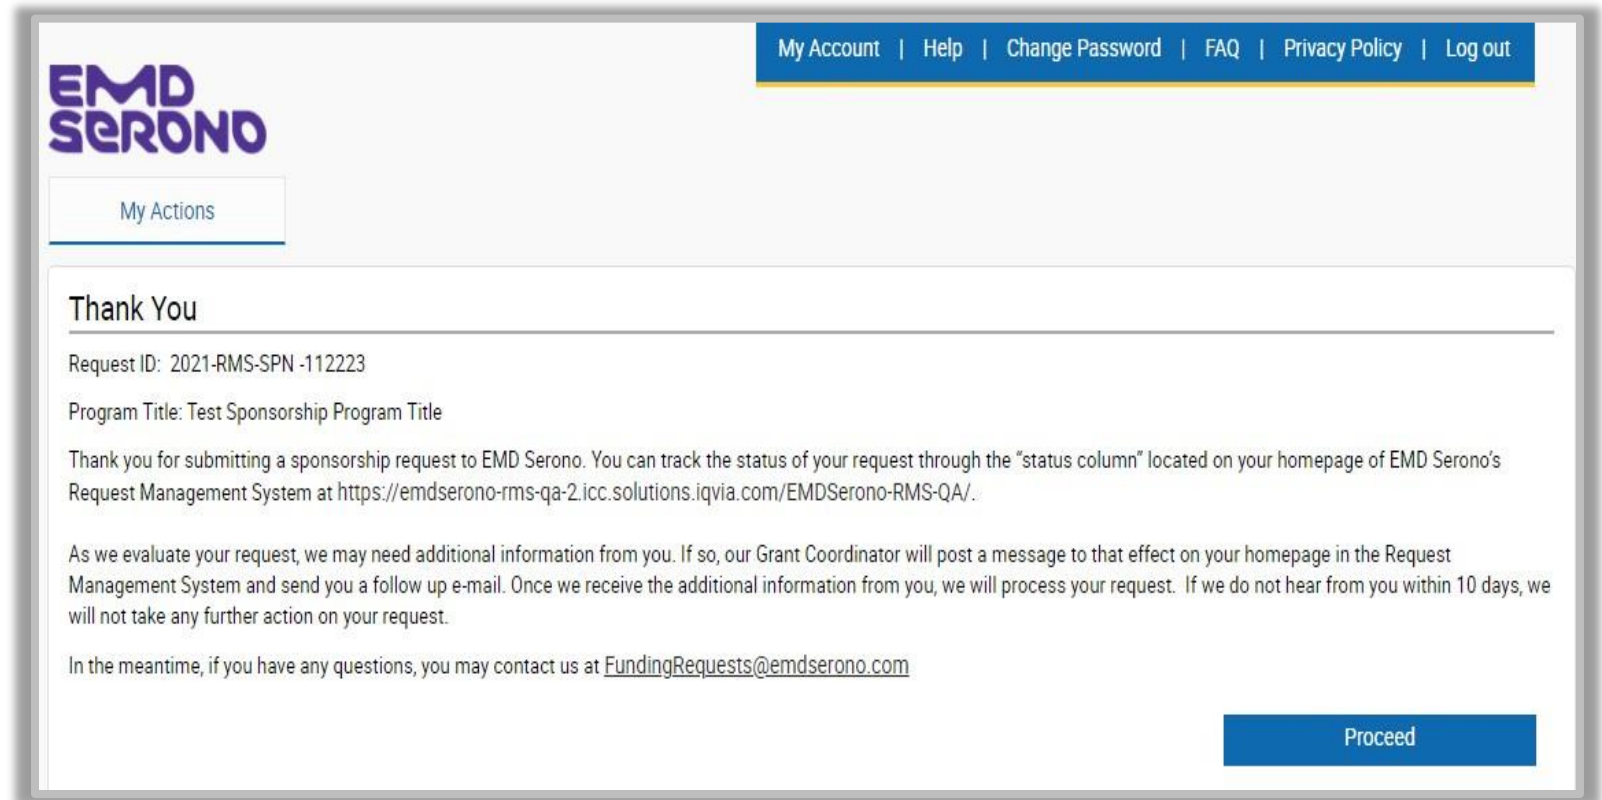 My Account | Help | Change Password | FAQ | Privacy Policy | Log out
EMD
SERONO
My Actions
Thank You
Request ID: 2021-RMS-SPN -112223
Program Title: Test Sponsorship Program Title
Thank you for submitting a sponsorship request to EMD Serono. You can track the status of your request through the “status column” located on your homepage of EMD Serono’s
Request Management System at https://emdserono-rms-qa-2.icc.solutions.iqvia.com/EMDSerono-RMS-QA/.
As we evaluate your request, we may need additional information from you. If so, our Grant Coordinator will post a message to that effect on your homepage in the Request
Management System and send you a follow up e-mail. Once we receive the additional information from you, we will process your request. If we do not hear from you within 10 days, we
will not take any further action on your request.
In the meantime, if you have any questions, you may contact us at FundingRequests@emdserono.com
Proceed